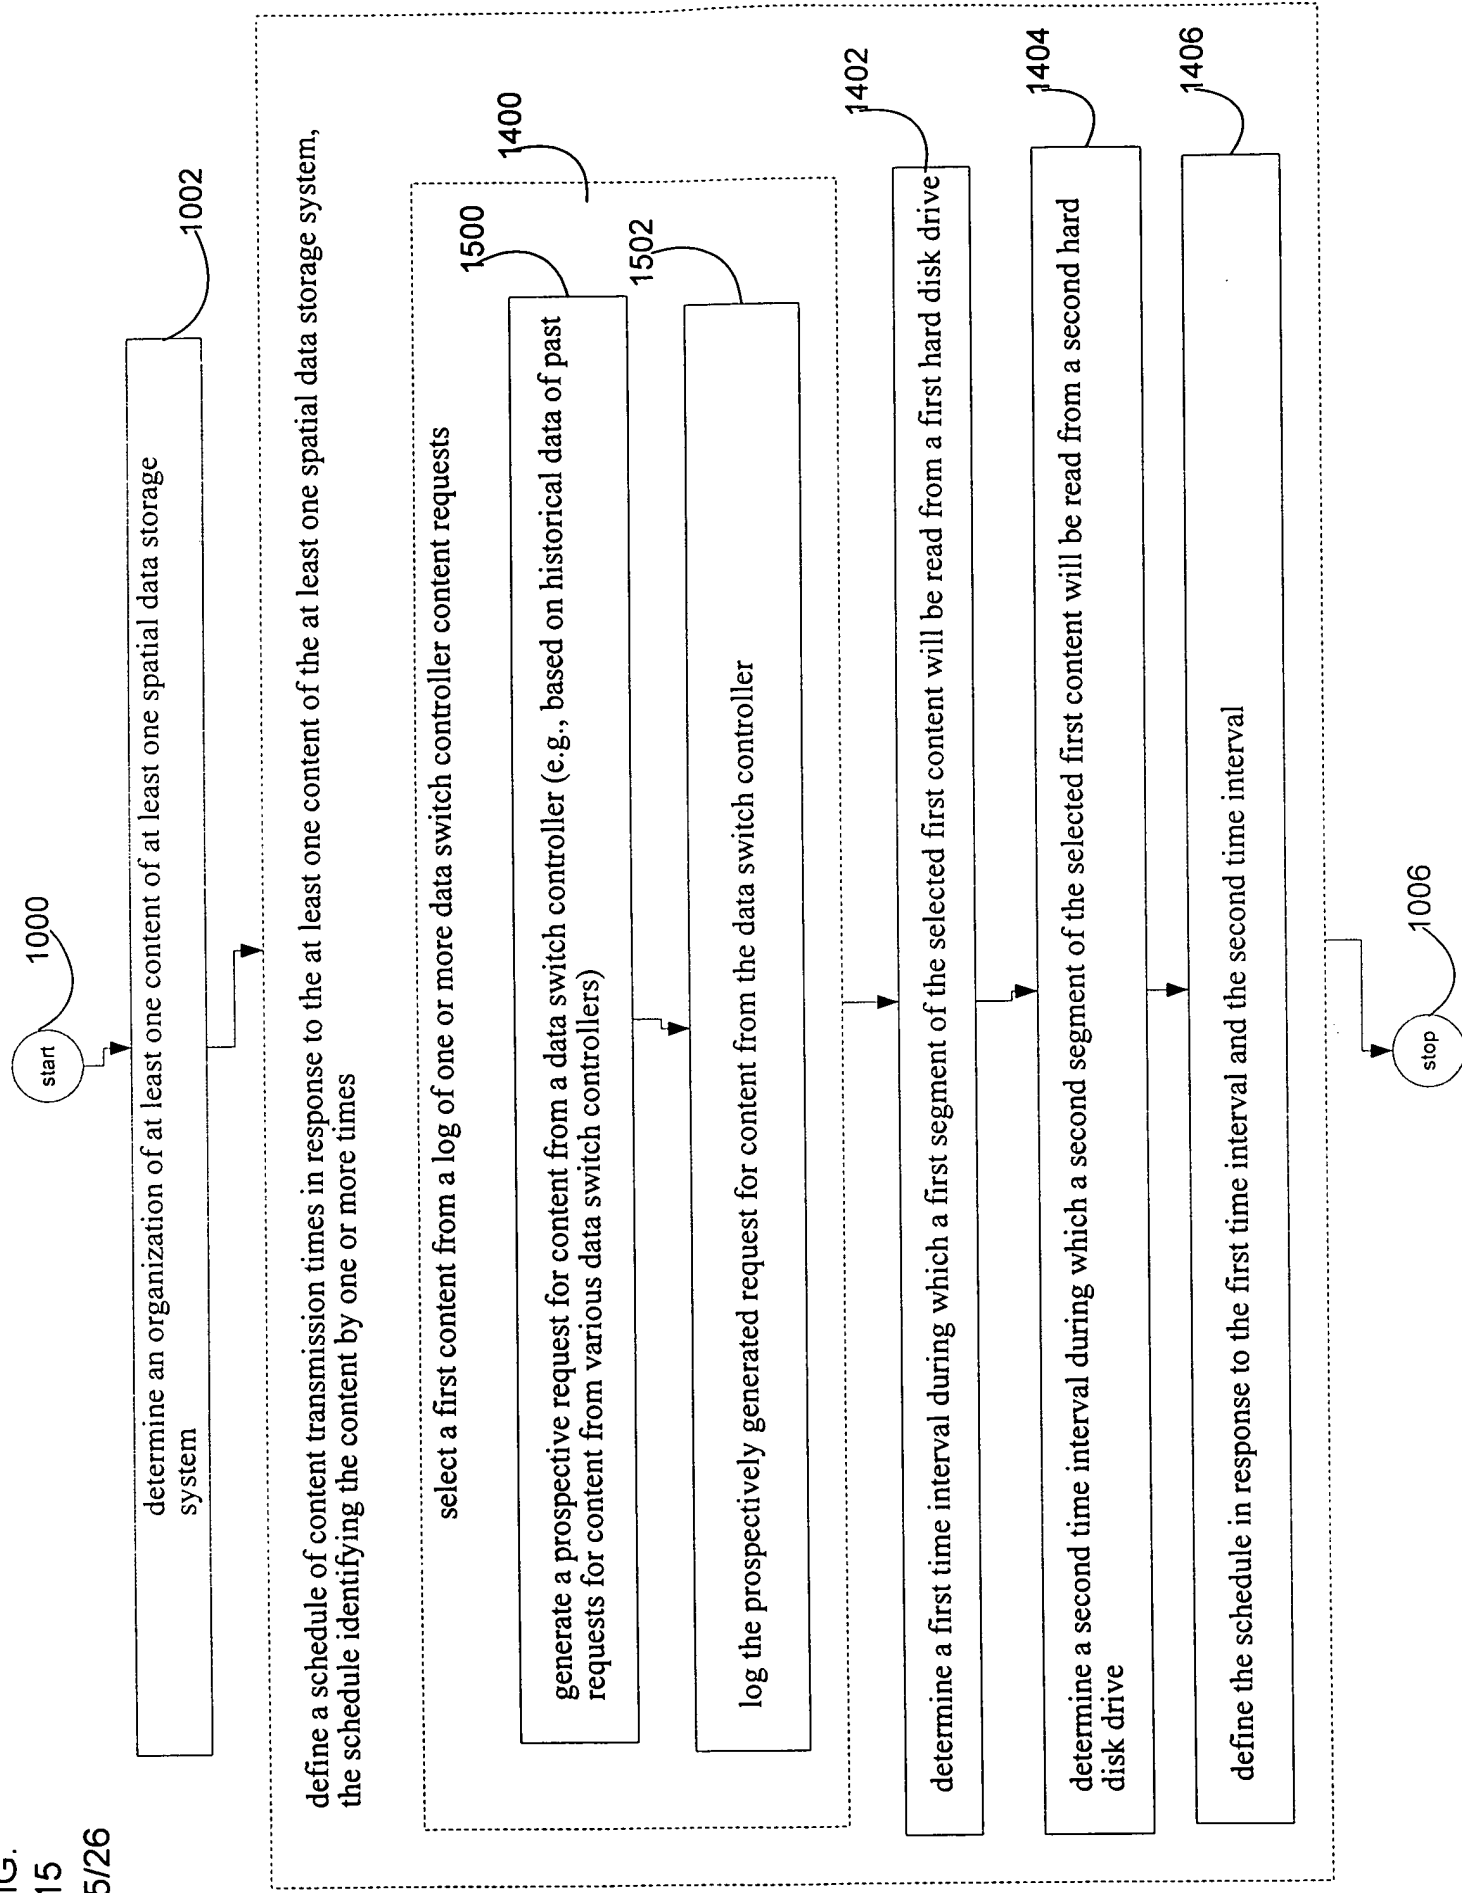 IG.
15
5/26
start
1000
determine an organization of at least one content of at least one spatial data storage
system
1002
define a schedule of content transmission times in response to the at least one content of the at least one spatial data storage system,
the schedule identifying the content by one or more times
select a first content from a log of one or more data switch controller content requests
1400
generate a prospective request for content from a data switch controller (e.g., based on historical data of past
requests for content from various data switch controllers)
1500
log the prospectively generated request for content from the data switch controller
1502
determine a first time interval during which a first segment of the selected first content will be read from a first hard disk drive
1402
determine a second time interval during which a second segment of the selected first content will be read from a second hard
disk drive
1404
define the schedule in response to the first time interval and the second time interval
1406
stop
1006